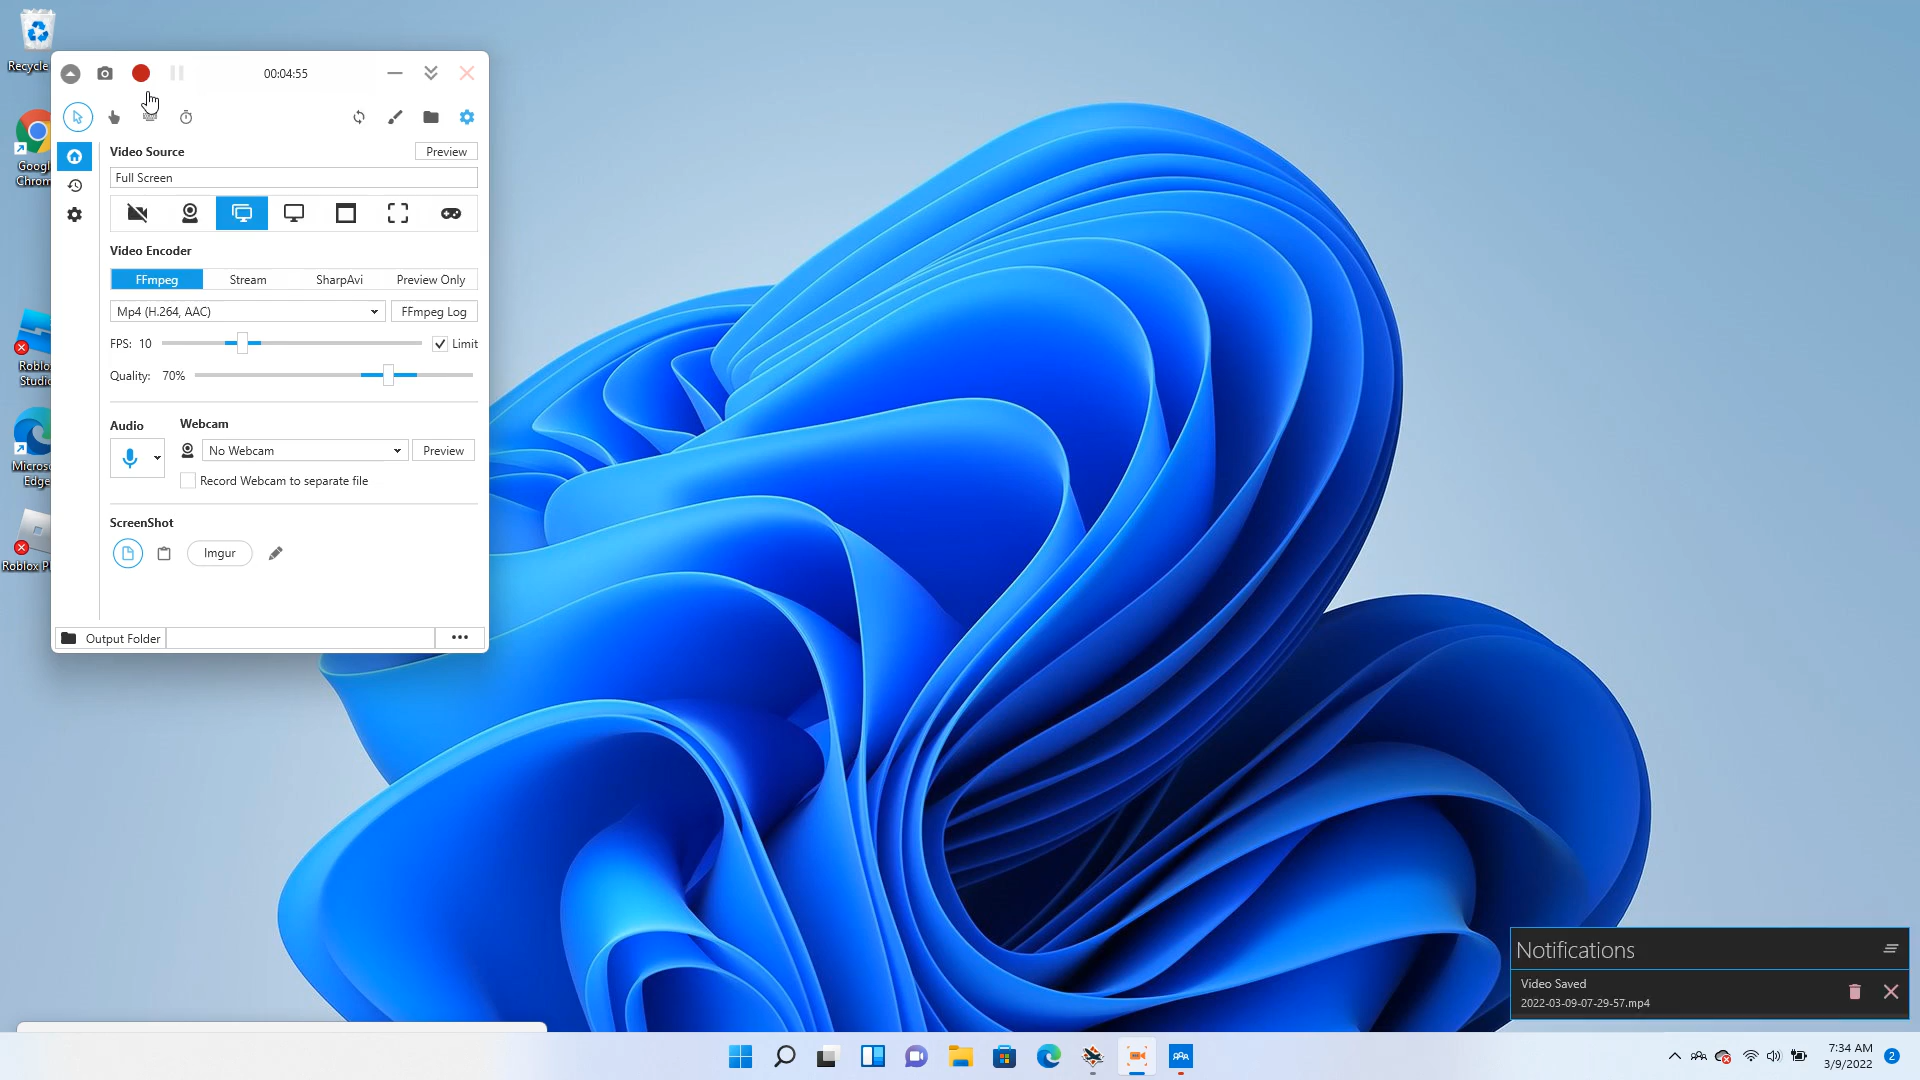 Recycle
Google
Chrom
Roblo
Studi
Micros
Edge
Roblox Pl
00:04:55
Video Source
Preview
Full Screen
Video Encoder
FFmpeg
Stream
SharpAvi
Preview Only
Mp4 (H.264, AAC)
FFmpeg Log
FPS: 10
Limit
Quality: 70%
Audio
Webcam
No Webcam
Preview
Record Webcam to separate file
ScreenShot
Imgur
Output Folder
Notifications
Video Saved
2022-03-09-07-29-57.mp4
7:34 AM
3/9/2022
2